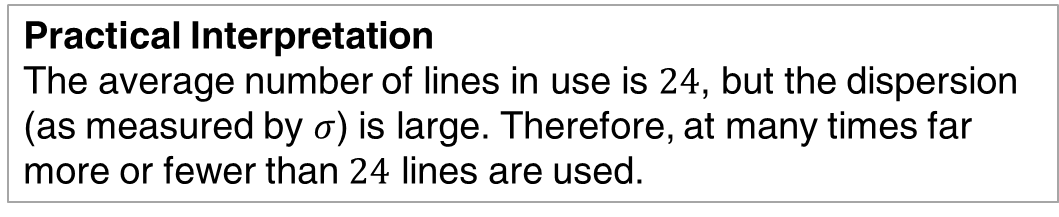 Practical Interpretation
The average number of lines in use is 24, but the dispersion
(as measured by σ) is large. Therefore, at many times far
more or fewer than 24 lines are used.